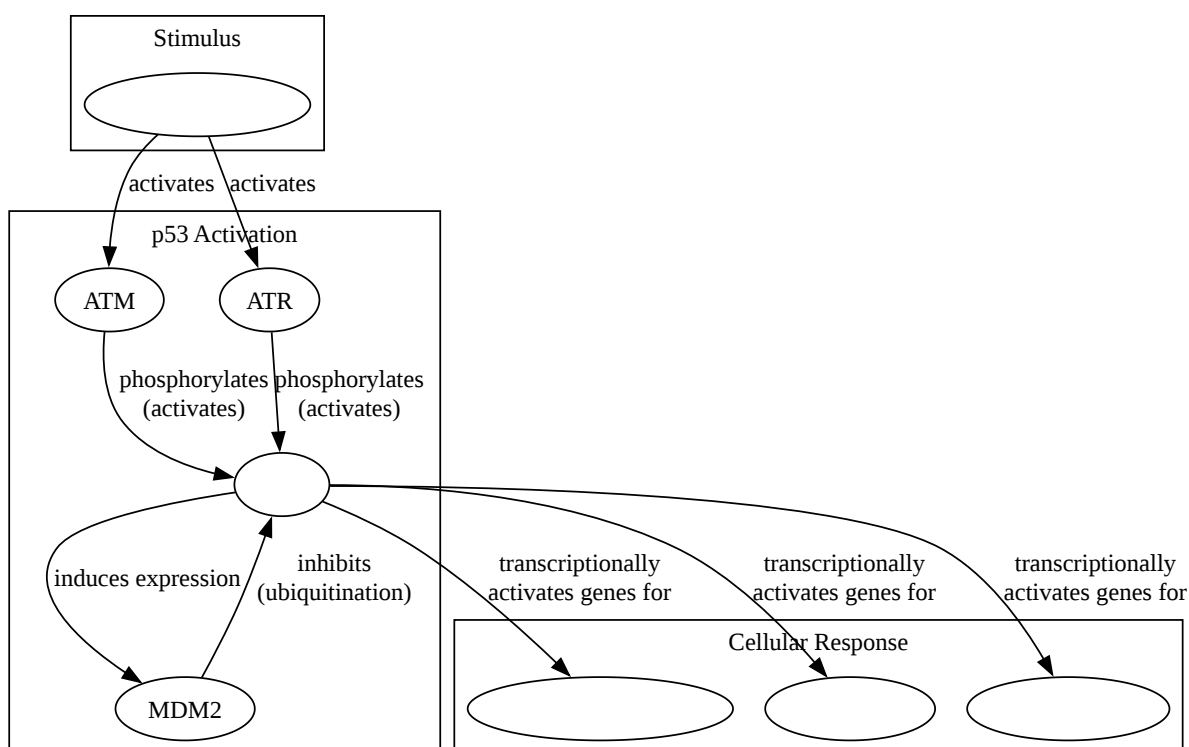 Stimulus
activates activates
p53 Activation
ATM ATR
phosphorylates phosphorylates
(activates) (activates)
induces expression
inhibits
(ubiquitination)
transcriptionally
activates genes for
transcriptionally
activates genes for
transcriptionally
activates genes for
Cellular Response
MDM2